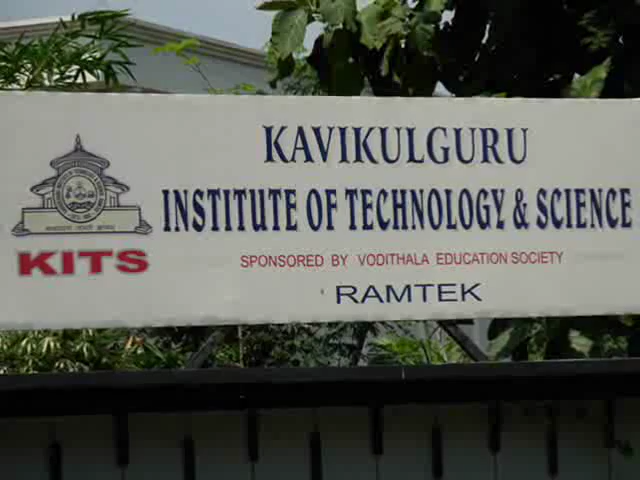 KAVIKULGURU
INSTITUTE OF TECHNOLOGY & SCIENCE
KITS
SPONSORED BY VODITHALA EDUCATION SOCIETY
RAMTEK